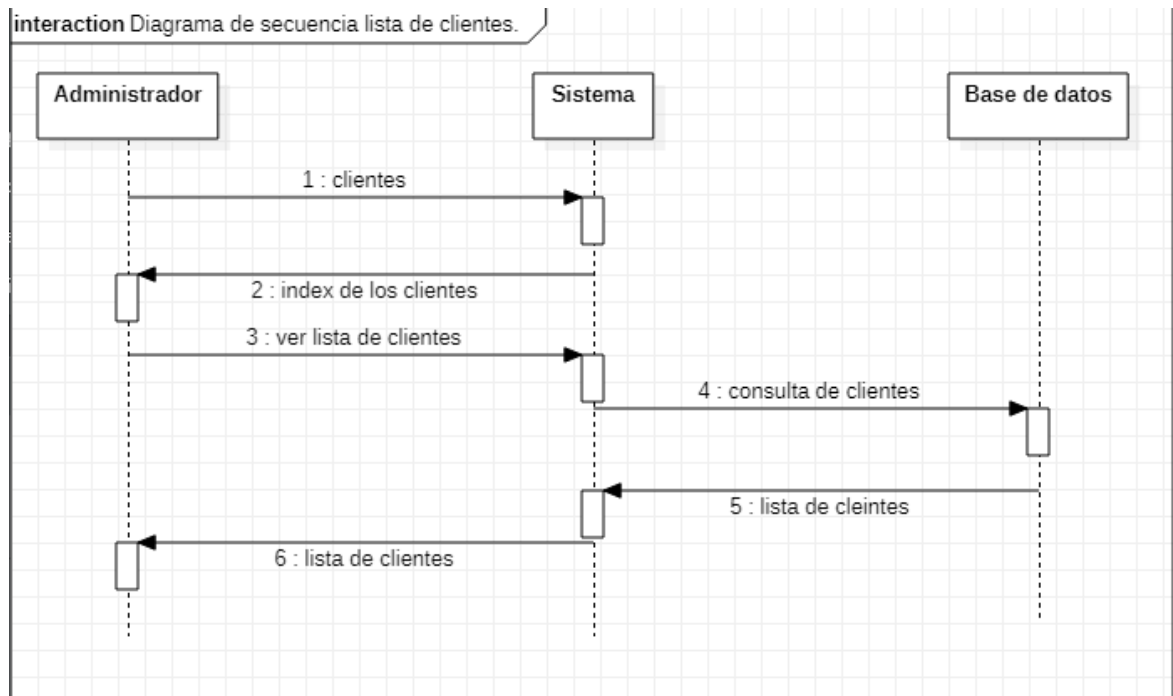 interaction Diagrama de secuencia lista de clientes.
Administrador
Sistema
Base de datos
1 : clientes
2 : index de los clientes
3 : ver lista de clientes
4 : consulta de clientes
5 : lista de cleintes
6 : lista de clientes